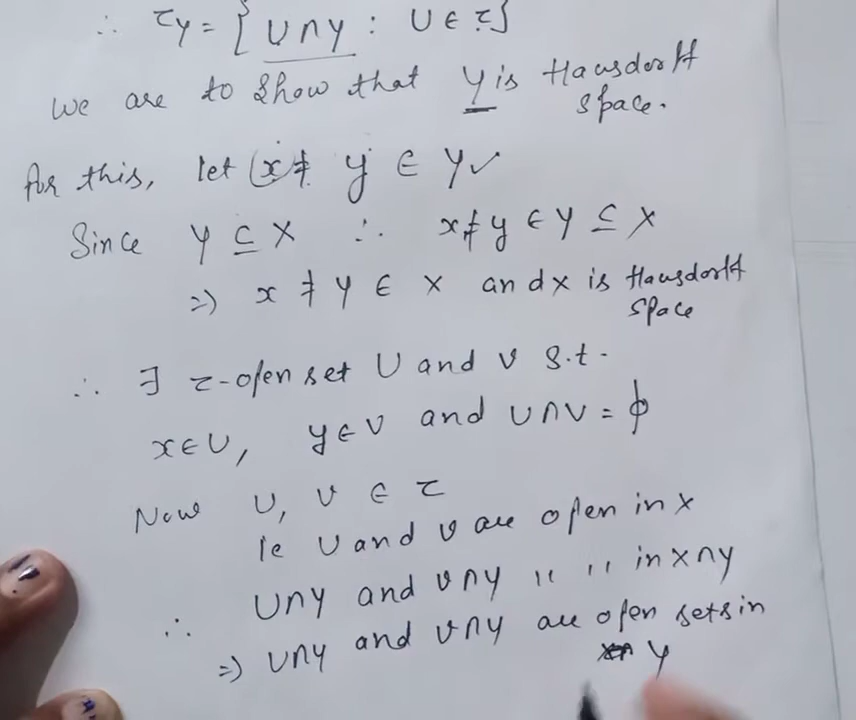 ∴ τy = [ U∩Y : U ∈ τ ]
We are to show that Y is Hausdorff
space.
For this, let x ≠ y ∈ Y ✓
Since Y ⊆ X ∴ x ≠ y ∈ Y ⊆ X
=) x ≠ y ∈ X and X is Hausdorff
space
∴ ∃ τ-open set U and V s.t.
x ∈ U, y ∈ V and U∩V = ϕ
Now U, V ∈ τ
ie U and V are open in X
∴ U∩Y and V∩Y " " in X∩Y
=) U∩Y and V∩Y are open sets in
Y